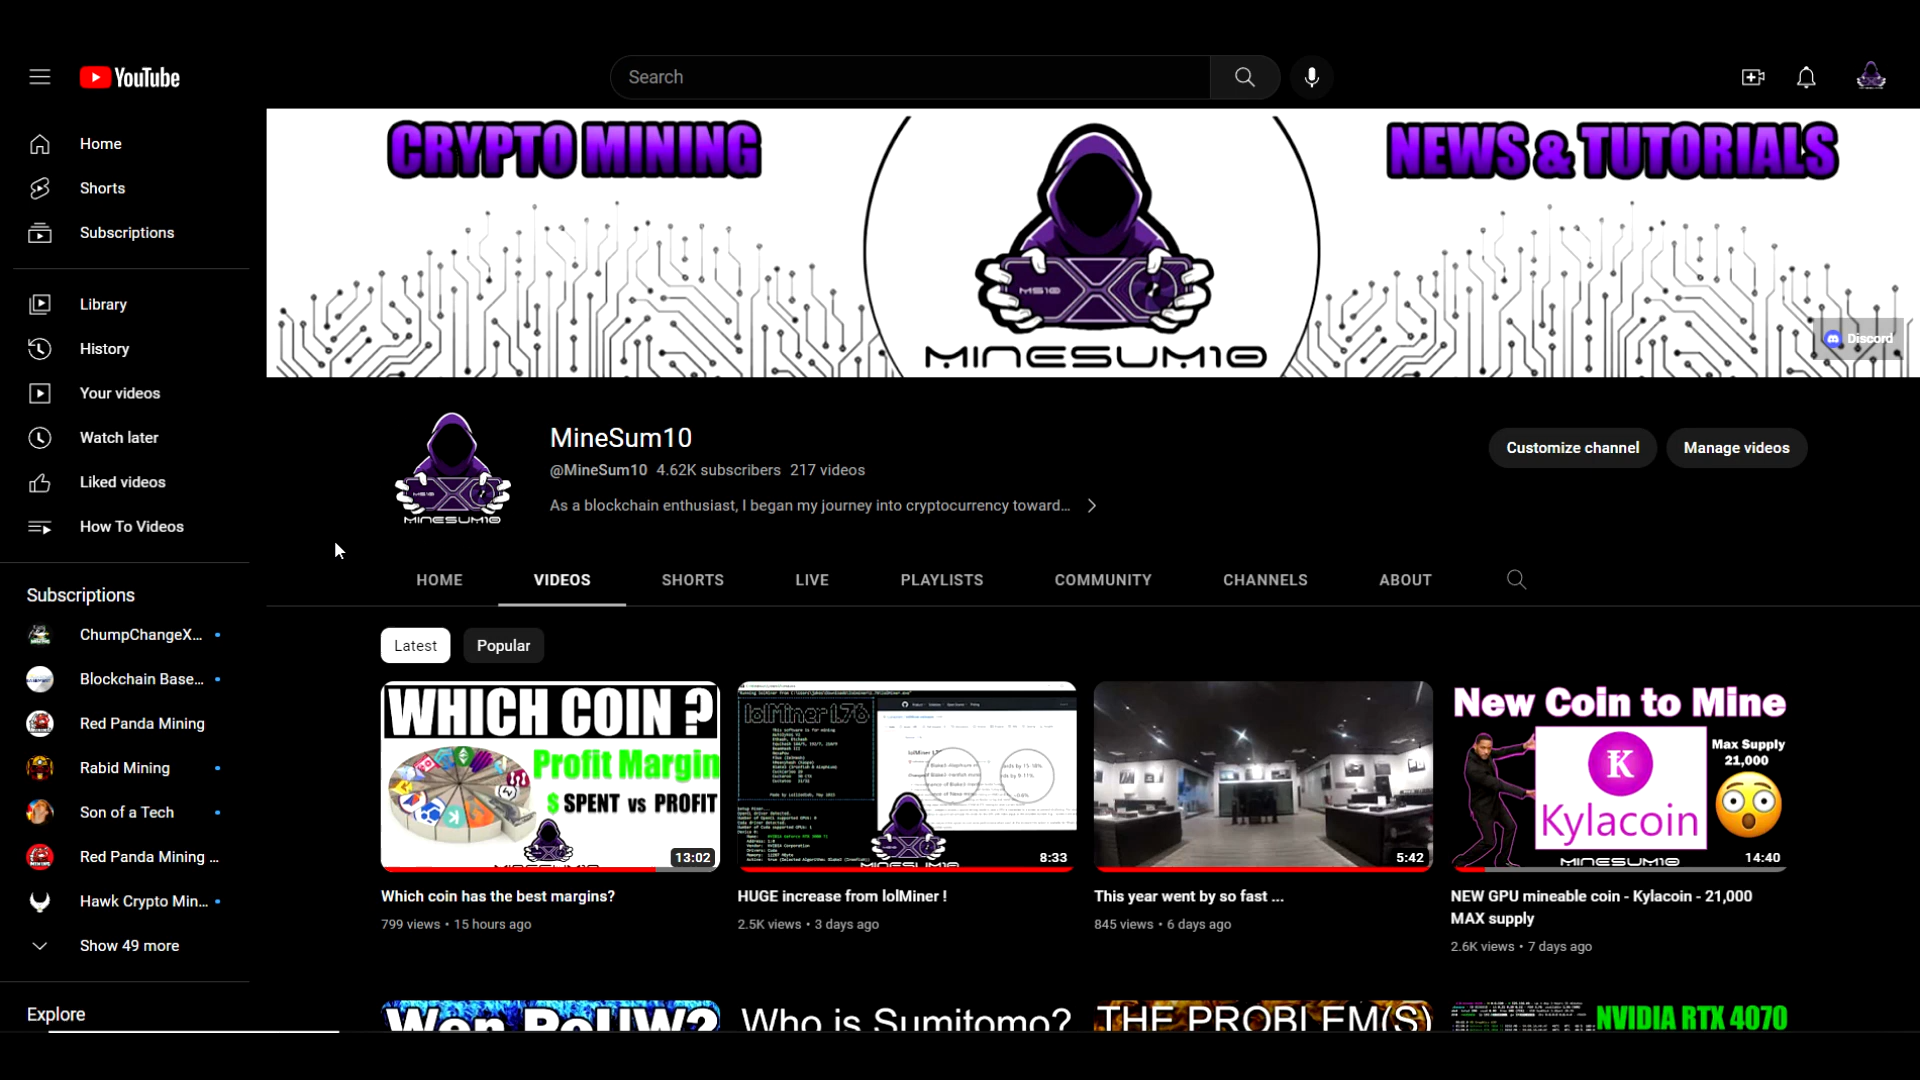 YouTube
Search
Home
Shorts
Subscriptions
Library
History
Your videos
Watch later
Liked videos
How To Videos
Subscriptions
ChumpChangeX...
Blockchain Base...
Red Panda Mining
Rabid Mining
Son of a Tech
Red Panda Mining ...
Hawk Crypto Min...
Show 49 more
Explore
CRYPTO MINING
NEWS & TUTORIALS
MS10
MINESUM10
Discord
MineSum10
@MineSum10 4.62K subscribers 217 videos
As a blockchain enthusiast, I began my journey into cryptocurrency toward...
Customize channel
Manage videos
MINESUM10
HOME
VIDEOS
SHORTS
LIVE
PLAYLISTS
COMMUNITY
CHANNELS
ABOUT
Latest
Popular
WHICH COIN ?
Profit Margin
$ SPENT vs PROFIT
MINESUM10
13:02
Which coin has the best margins?
799 views • 15 hours ago
lolMiner 1.76
MINESUM10
8:33
HUGE increase from lolMiner !
2.5K views • 3 days ago
5:42
This year went by so fast ...
845 views • 6 days ago
New Coin to Mine
Max Supply
21,000
K
Kylacoin
MINESUM10
14:40
NEW GPU mineable coin - Kylacoin - 21,000
MAX supply
2.6K views • 7 days ago
Won PoUW?
Who is Sumitomo?
THE PROBLEM(S)
NVIDIA RTX 4070